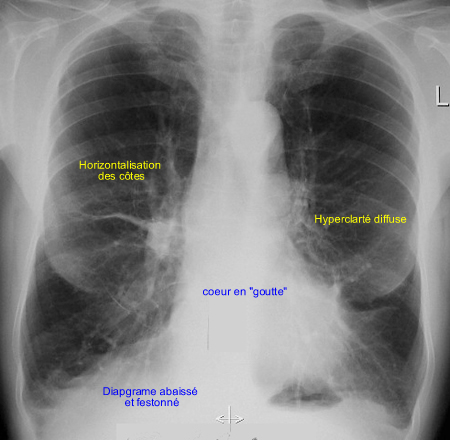 L
Horizontalisation
des côtes
Hyperclarté diffuse
coeur en "goutte"
Diapgrame abaissé
et festonné